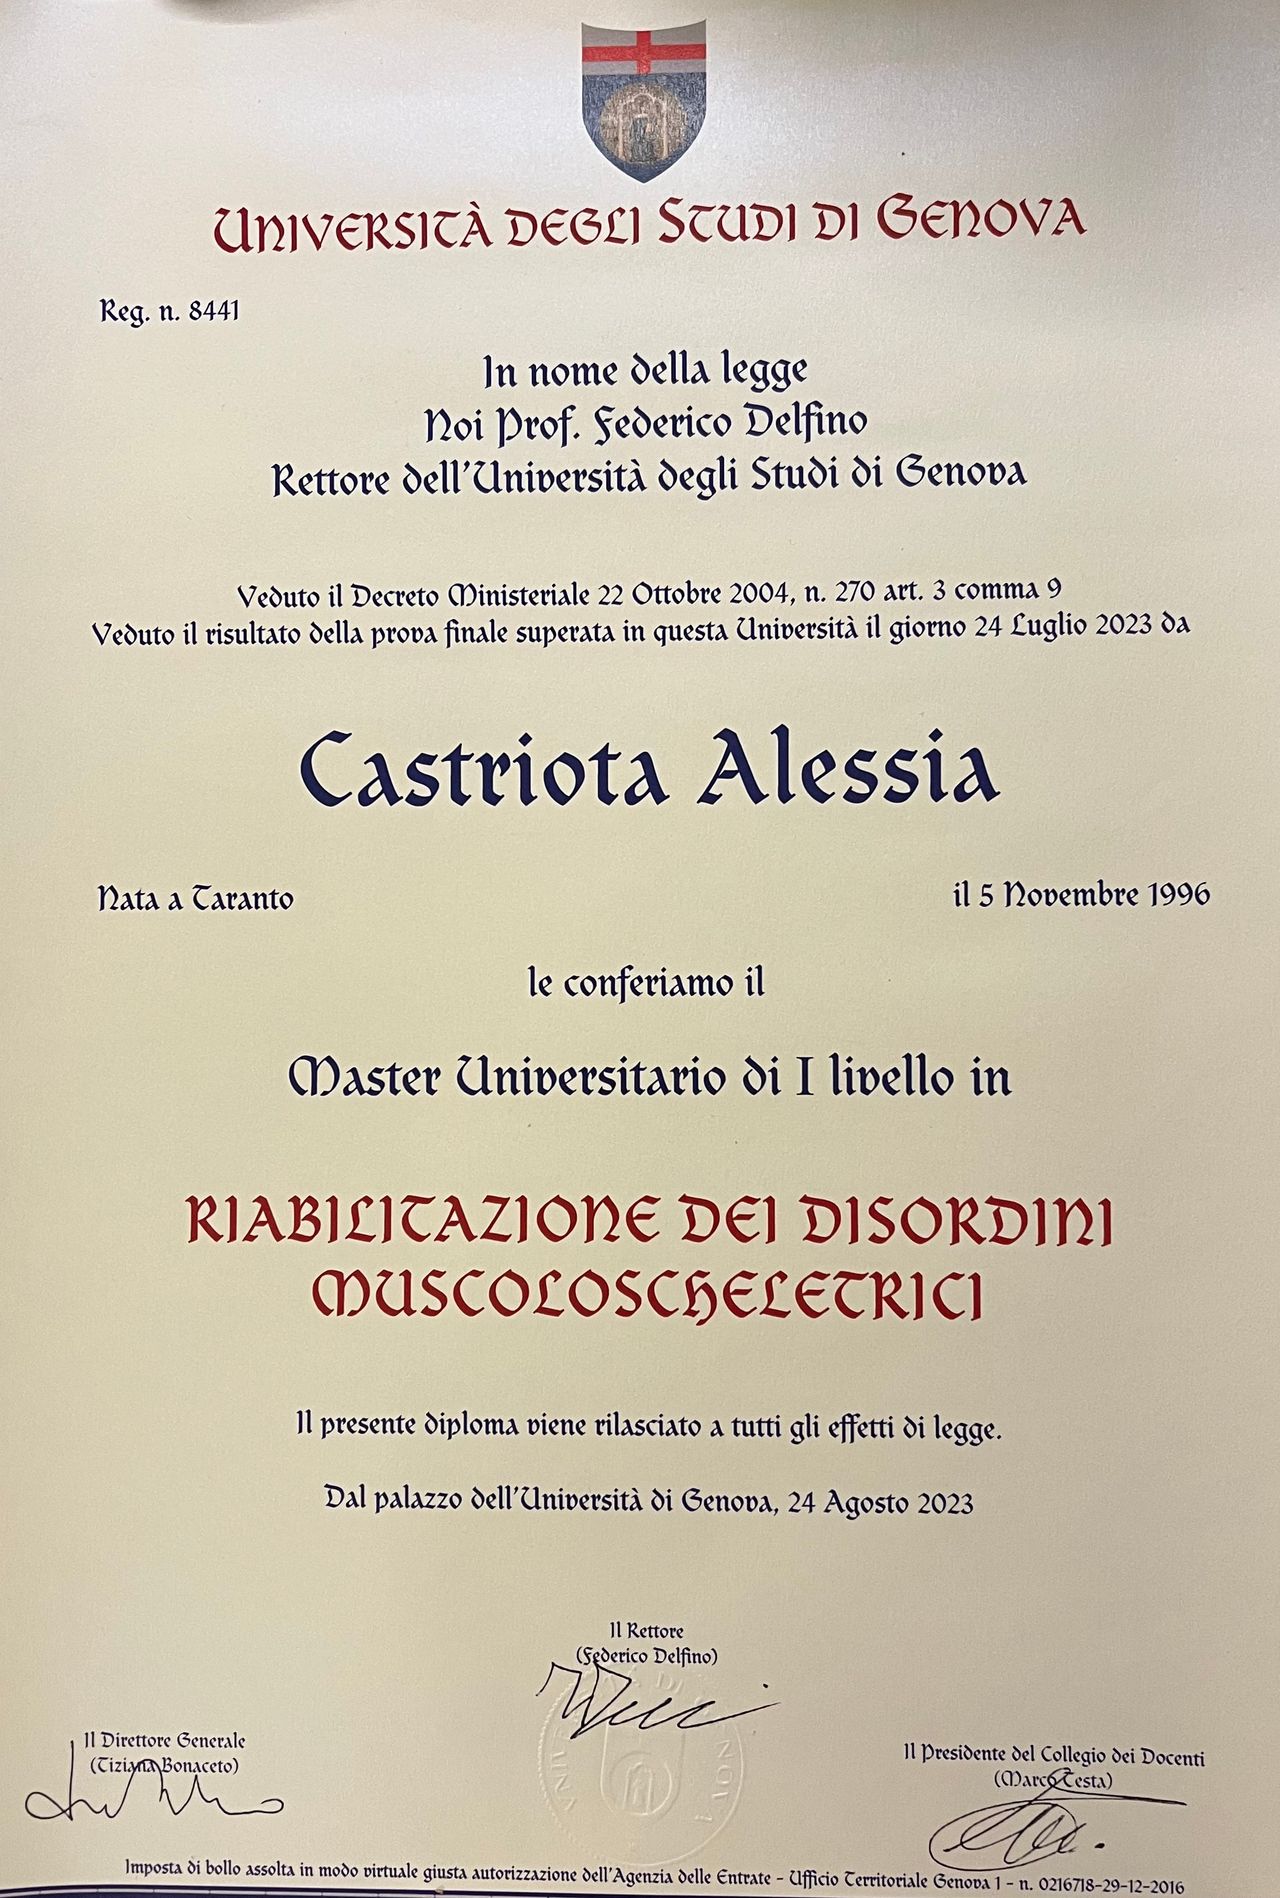 Università degli Studi di Genova
Reg. n. 8441
In nome della legge
Noi Prof. Federico Delfino
Rettore dell'Università degli Studi di Genova
Veduto il Decreto Ministeriale 22 Ottobre 2004, n. 270 art. 3 comma 9
Veduto il risultato della prova finale superata in questa Università il giorno 24 Luglio 2023 da
Castriota Alessia
Nata a Taranto il 5 Novembre 1996
le conferiamo il
Master Universitario di I livello in
RIABILITAZIONE DEI DISORDINI
MUSCOLOSCHELETRICI
Il presente diploma viene rilasciato a tutti gli effetti di legge.
Dal palazzo dell'Università di Genova, 24 Agosto 2023
Il Rettore
(Federico Delfino)
Il Direttore Generale
(Tiziana Bonaceto)
Il Presidente del Collegio dei Docenti
(Marco Testa)
Imposta di bollo assolta in modo virtuale giusta autorizzazione dell'Agenzia delle Entrate - Ufficio Territoriale Genova 1 - n. 0216718-29-12-2016